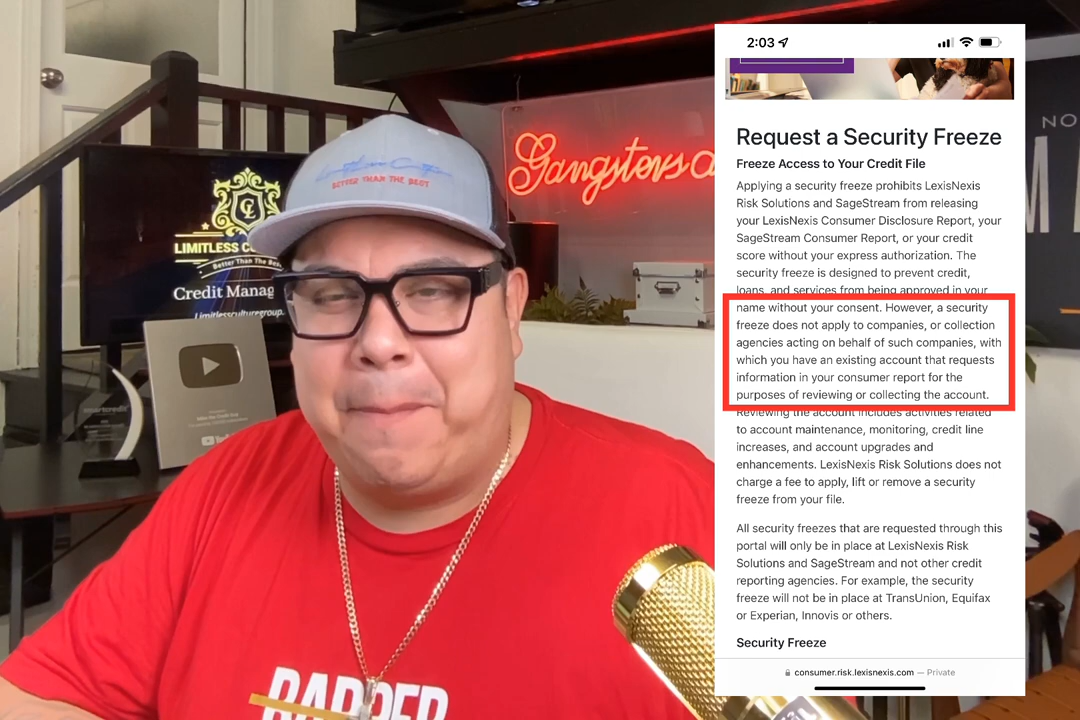 BETTER THAN THE BEST
Gangsters a
NO
M
LIMITLESS C
Better Than The Bes
Credit Manag
Limitlessculturegroup.
smartcredit
YouTube
BARBER
2:03
Request a Security Freeze
Freeze Access to Your Credit File
Applying a security freeze prohibits LexisNexis
Risk Solutions and SageStream from releasing
your LexisNexis Consumer Disclosure Report, your
SageStream Consumer Report, or your credit
score without your express authorization. The
security freeze is designed to prevent credit,
loans, and services from being approved in your
name without your consent. However, a security
freeze does not apply to companies, or collection
agencies acting on behalf of such companies, with
which you have an existing account that requests
information in your consumer report for the
purposes of reviewing or collecting the account.
Reviewing the account includes activities related
to account maintenance, monitoring, credit line
increases, and account upgrades and
enhancements. LexisNexis Risk Solutions does not
charge a fee to apply, lift or remove a security
freeze from your file.
All security freezes that are requested through this
portal will only be in place at LexisNexis Risk
Solutions and SageStream and not other credit
reporting agencies. For example, the security
freeze will not be in place at TransUnion, Equifax
or Experian, Innovis or others.
Security Freeze
consumer.risk.lexisnexis.com — Private